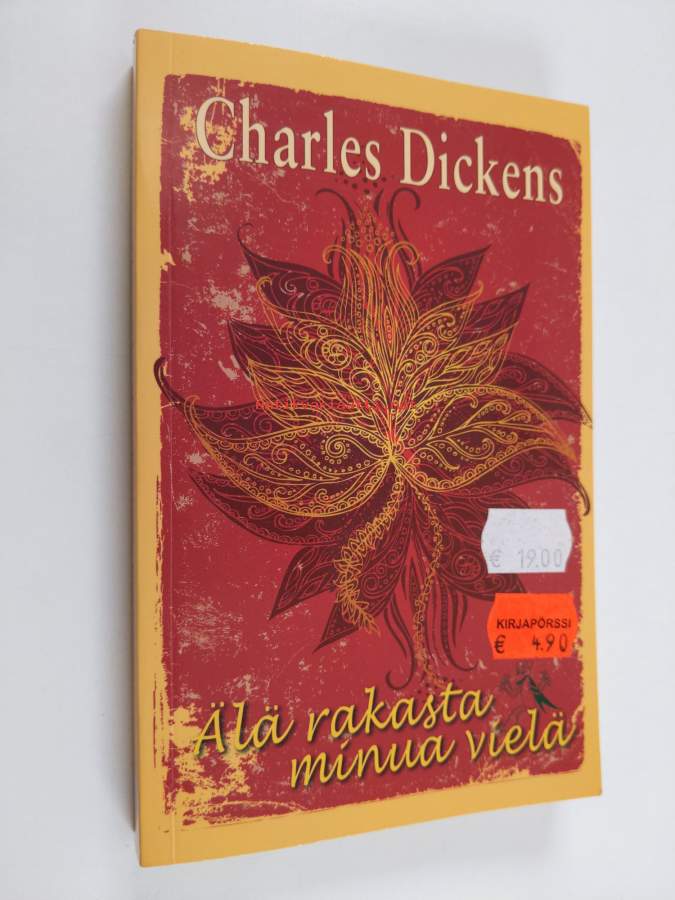 Charles Dickens
€ 19.00
KIRJAPÖRSSI
€ 4.90
Älä rakasta
minua vielä